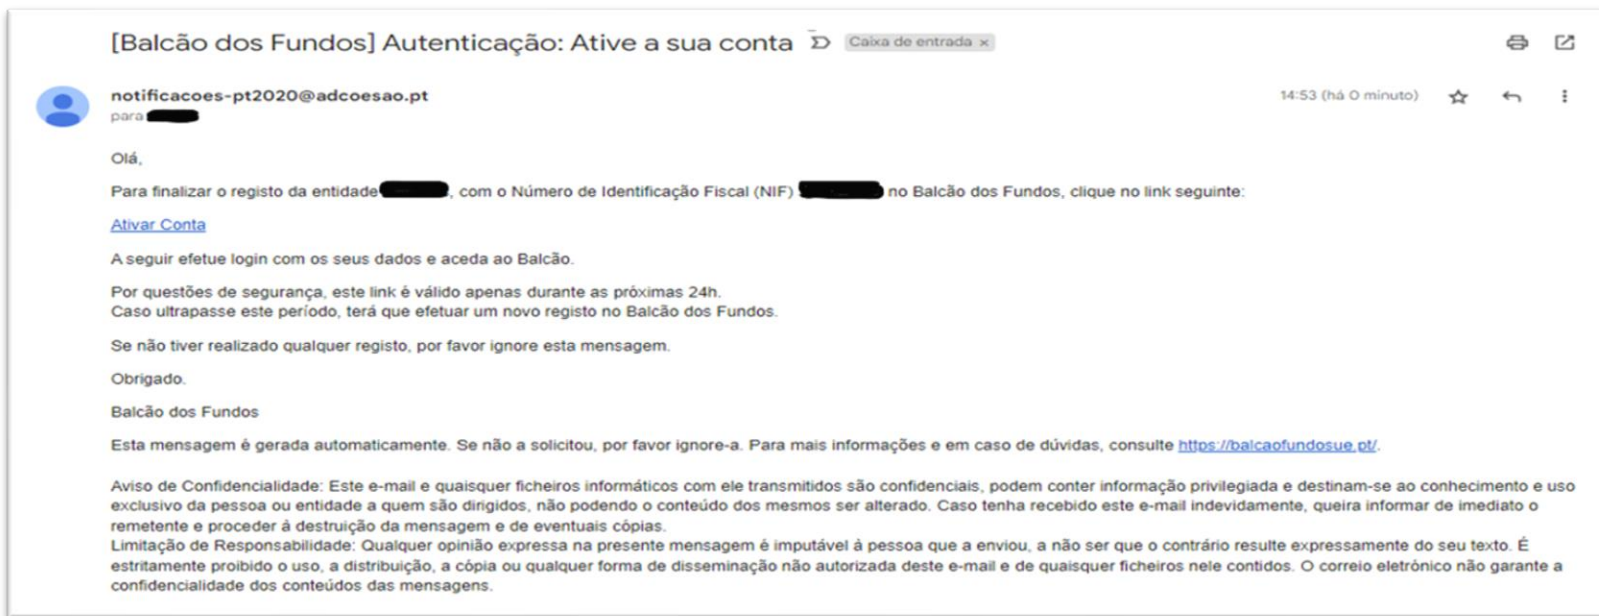 [Balcão dos Fundos] Autenticação: Ative a sua conta Caixa de entrada ×
notificacoes-pt2020@adcoesao.pt 14:53 (há 0 minuto)
para
Olá,
Para finalizar o registo da entidade , com o Número de Identificação Fiscal (NIF) no Balcão dos Fundos, clique no link seguinte:
Ativar Conta
A seguir efetue login com os seus dados e aceda ao Balcão.
Por questões de segurança, este link é válido apenas durante as próximas 24h.
Caso ultrapasse este período, terá que efetuar um novo registo no Balcão dos Fundos.
Se não tiver realizado qualquer registo, por favor ignore esta mensagem.
Obrigado.
Balcão dos Fundos
Esta mensagem é gerada automaticamente. Se não a solicitou, por favor ignore-a. Para mais informações e em caso de dúvidas, consulte https://balcaofundosue.pt/.
Aviso de Confidencialidade: Este e-mail e quaisquer ficheiros informáticos com ele transmitidos são confidenciais, podem conter informação privilegiada e destinam-se ao conhecimento e uso
exclusivo da pessoa ou entidade a quem são dirigidos, não podendo o conteúdo dos mesmos ser alterado. Caso tenha recebido este e-mail indevidamente, queira informar de imediato o
remetente e proceder à destruição da mensagem e de eventuais cópias.
Limitação de Responsabilidade: Qualquer opinião expressa na presente mensagem é imputável à pessoa que a enviou, a não ser que o contrário resulte expressamente do seu texto. É
estritamente proibido o uso, a distribuição, a cópia ou qualquer forma de disseminação não autorizada deste e-mail e de quaisquer ficheiros nele contidos. O correio eletrónico não garante a
confidencialidade dos conteúdos das mensagens.